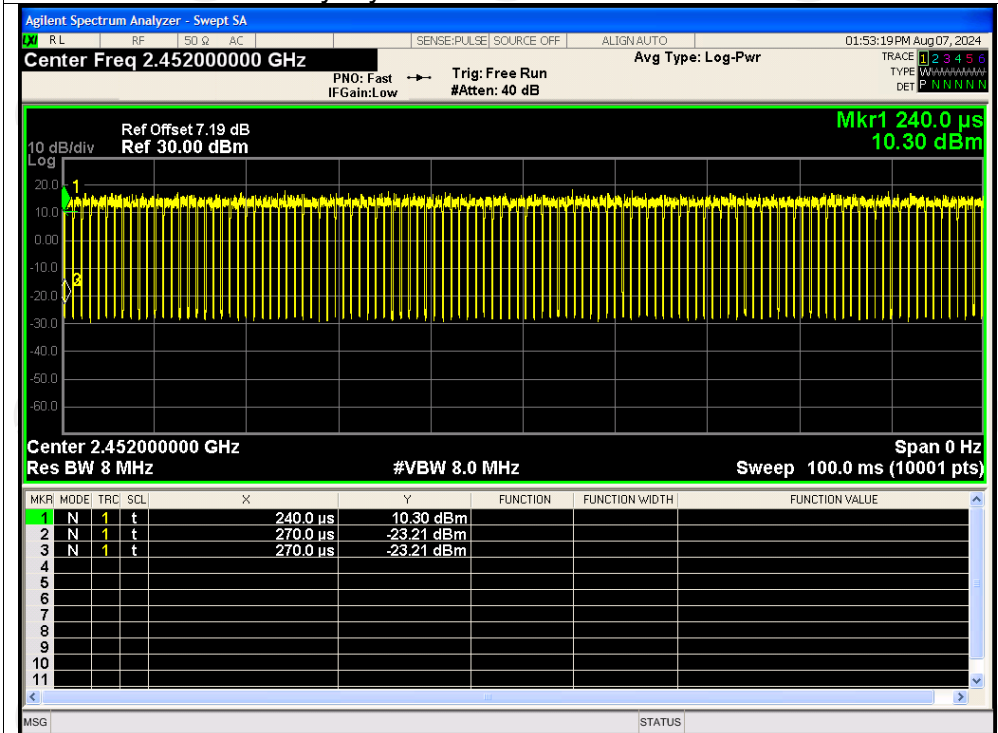 Agilent Spectrum Analyzer - Swept SA
LXI RL RF 50 Ω AC SENSE:PULSE SOURCE OFF ALIGN AUTO 01:53:19 PM Aug 07, 2024
Center Freq 2.452000000 GHz Avg Type: Log-Pwr TRACE 1 2 3 4 5 6
PNO: Fast Trig: Free Run TYPE
IFGain:Low #Atten: 40 dB DET P N N N N N
Mkr1 240.0 µs
Ref Offset 7.19 dB
10 dB/div Ref 30.00 dBm 10.30 dBm
Log
20.0
1
10.0
0.00
-10.0
-20.0
-30.0
-40.0
-50.0
-60.0
Center 2.452000000 GHz Span 0 Hz
Res BW 8 MHz #VBW 8.0 MHz Sweep 100.0 ms (10001 pts)
MKR MODE TRC SCL X Y FUNCTION FUNCTION WIDTH FUNCTION VALUE
1 N 1 t 240.0 µs 10.30 dBm
2 N 1 t 270.0 µs -23.21 dBm
3 N 1 t 270.0 µs -23.21 dBm
4
5
6
7
8
9
10
11
MSG STATUS